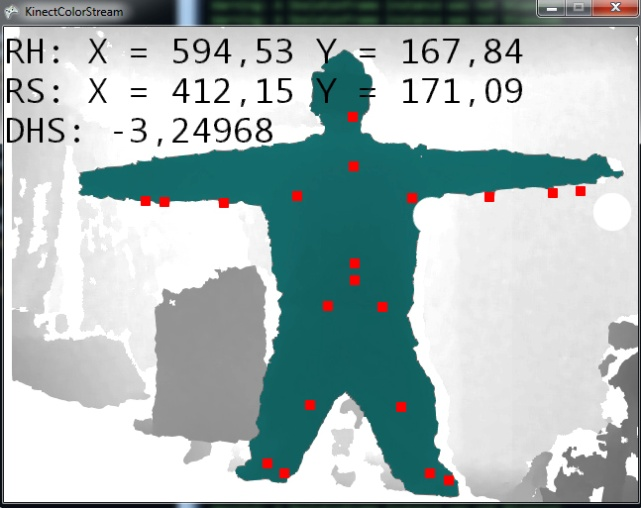 KinectColorStream
RH: X = 594,53 Y = 167,84
RS: X = 412,15 Y = 171,09
DHS: -3,24968